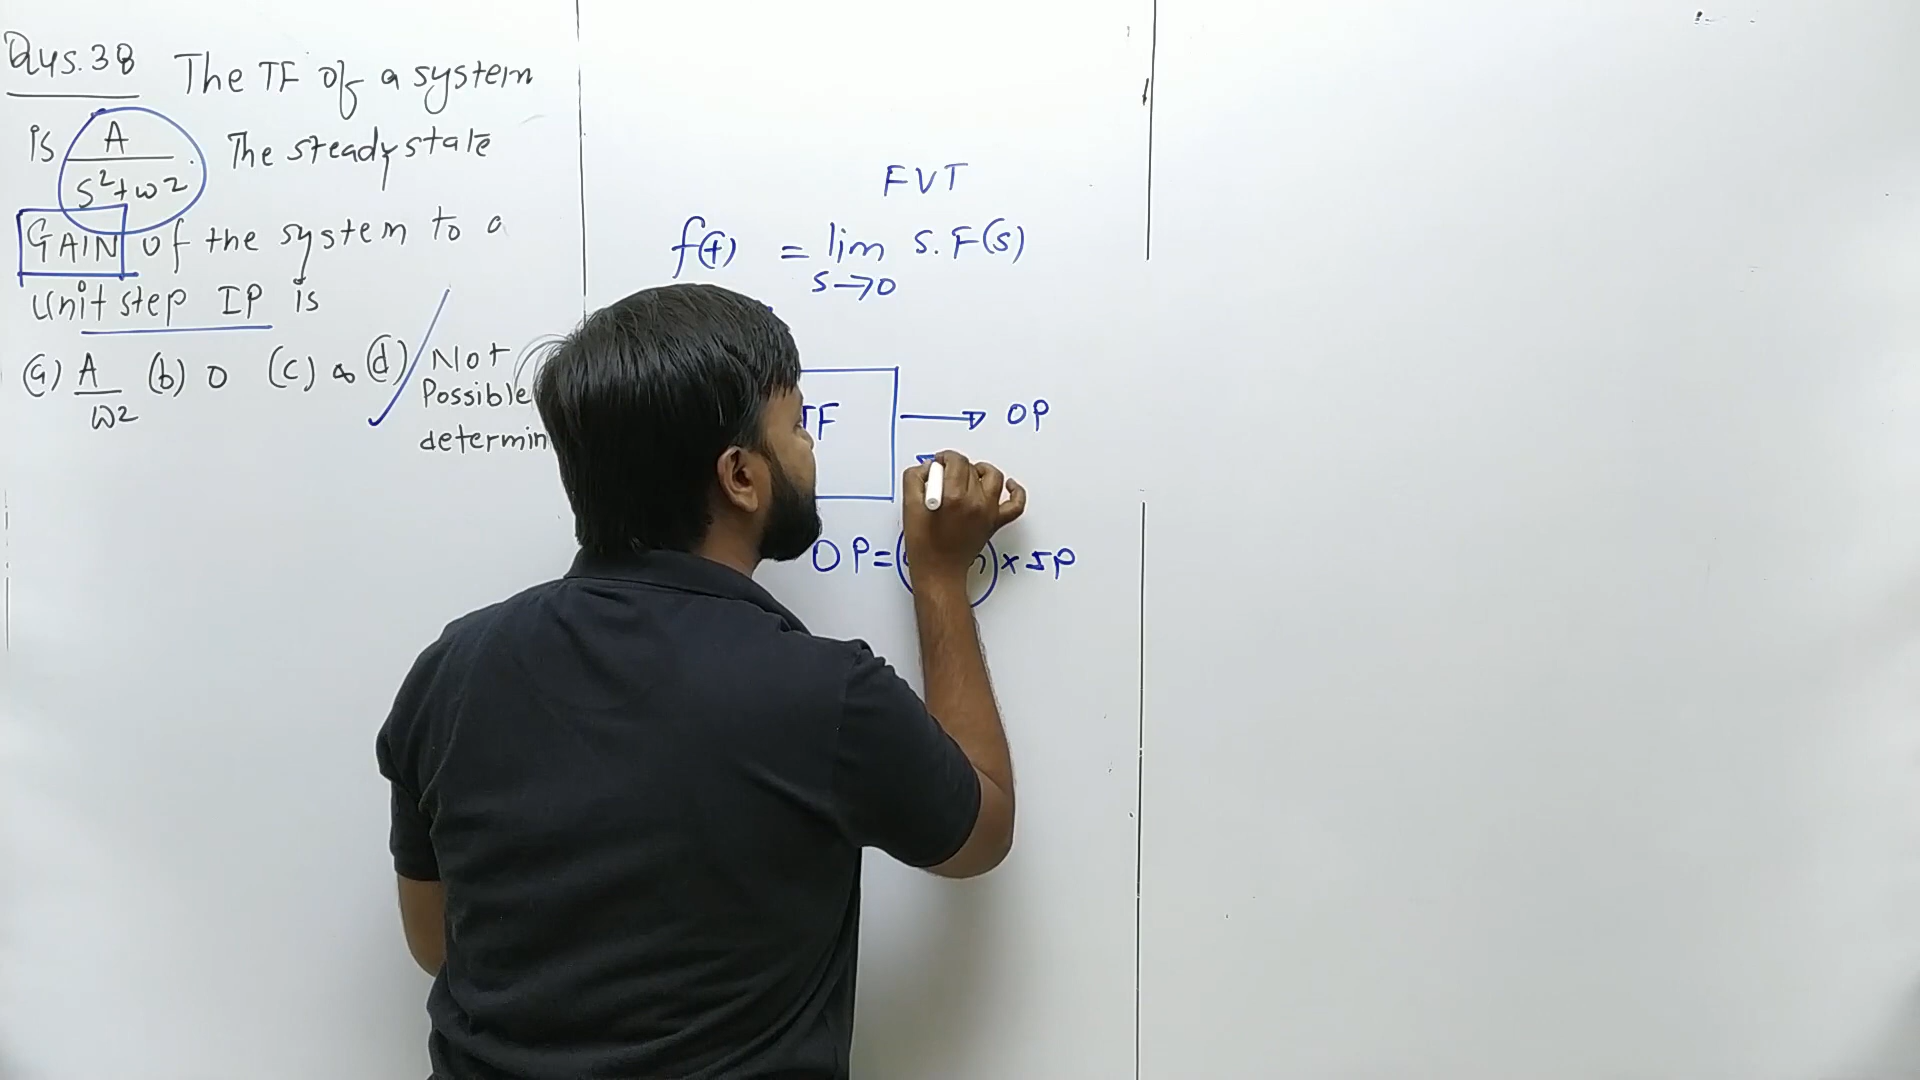 Qus.38 The TF of a system
is A/(s²+ω2). The steady state
GAIN of the system to a
unit step IP is
(a) A/ω2 (b) 0 (c) ∞ (d) Not
Possible
determin
FVT
f(t) = lim s.F(s)
s→0
TF → OP
OP = × IP